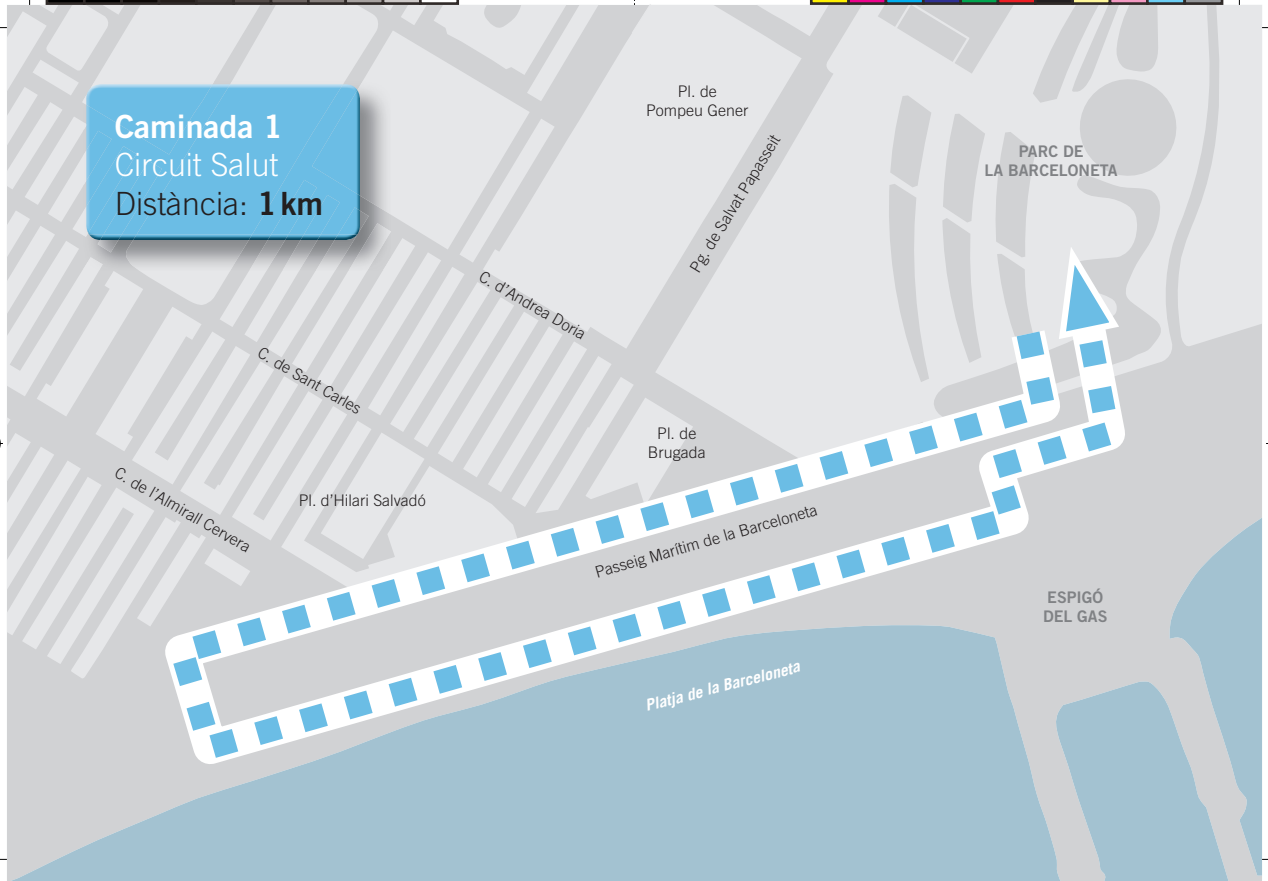 Caminada 1
Circuit Salut
Distància: 1 km
Pl. de
Pompeu Gener
PARC DE
LA BARCELONETA
Pg. de Salvat Papasseit
C. d'Andrea Doria
C. de Sant Carles
Pl. de
Brugada
C. de l'Almirall Cervera
Pl. d'Hilari Salvadó
Passeig Marítim de la Barceloneta
ESPIGÓ
DEL GAS
Platja de la Barceloneta